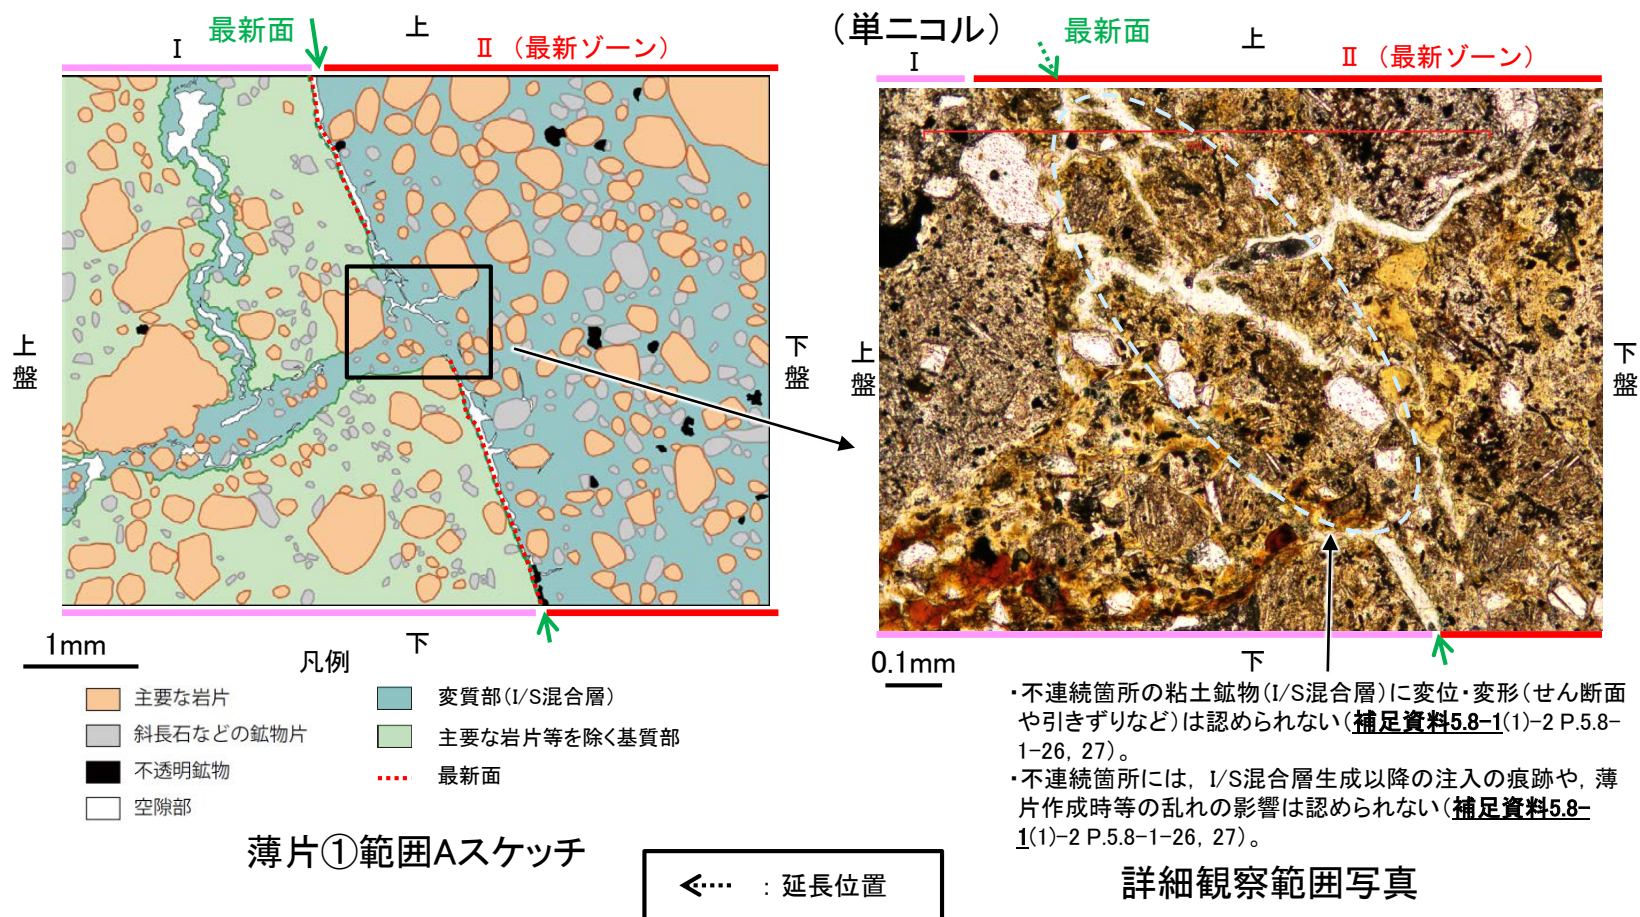 最新面
上
Ⅰ
Ⅱ （最新ゾーン）
上盤
下盤
下
1mm
凡例
主要な岩片
斜長石などの鉱物片
不透明鉱物
空隙部
変質部(I/S混合層)
主要な岩片等を除く基質部
最新面
薄片①範囲Aスケッチ
：延長位置
(単ニコル)
最新面
上
Ⅰ
Ⅱ （最新ゾーン）
上盤
下盤
下
0.1mm
・不連続箇所の粘土鉱物(I/S混合層)に変位・変形(せん断面
や引きずりなど)は認められない(補足資料5.8-1(1)-2 P.5.8-
1-26, 27)。
・不連続箇所には, I/S混合層生成以降の注入の痕跡や, 薄
片作成時等の乱れの影響は認められない(補足資料5.8-
1(1)-2 P.5.8-1-26, 27)。
詳細観察範囲写真